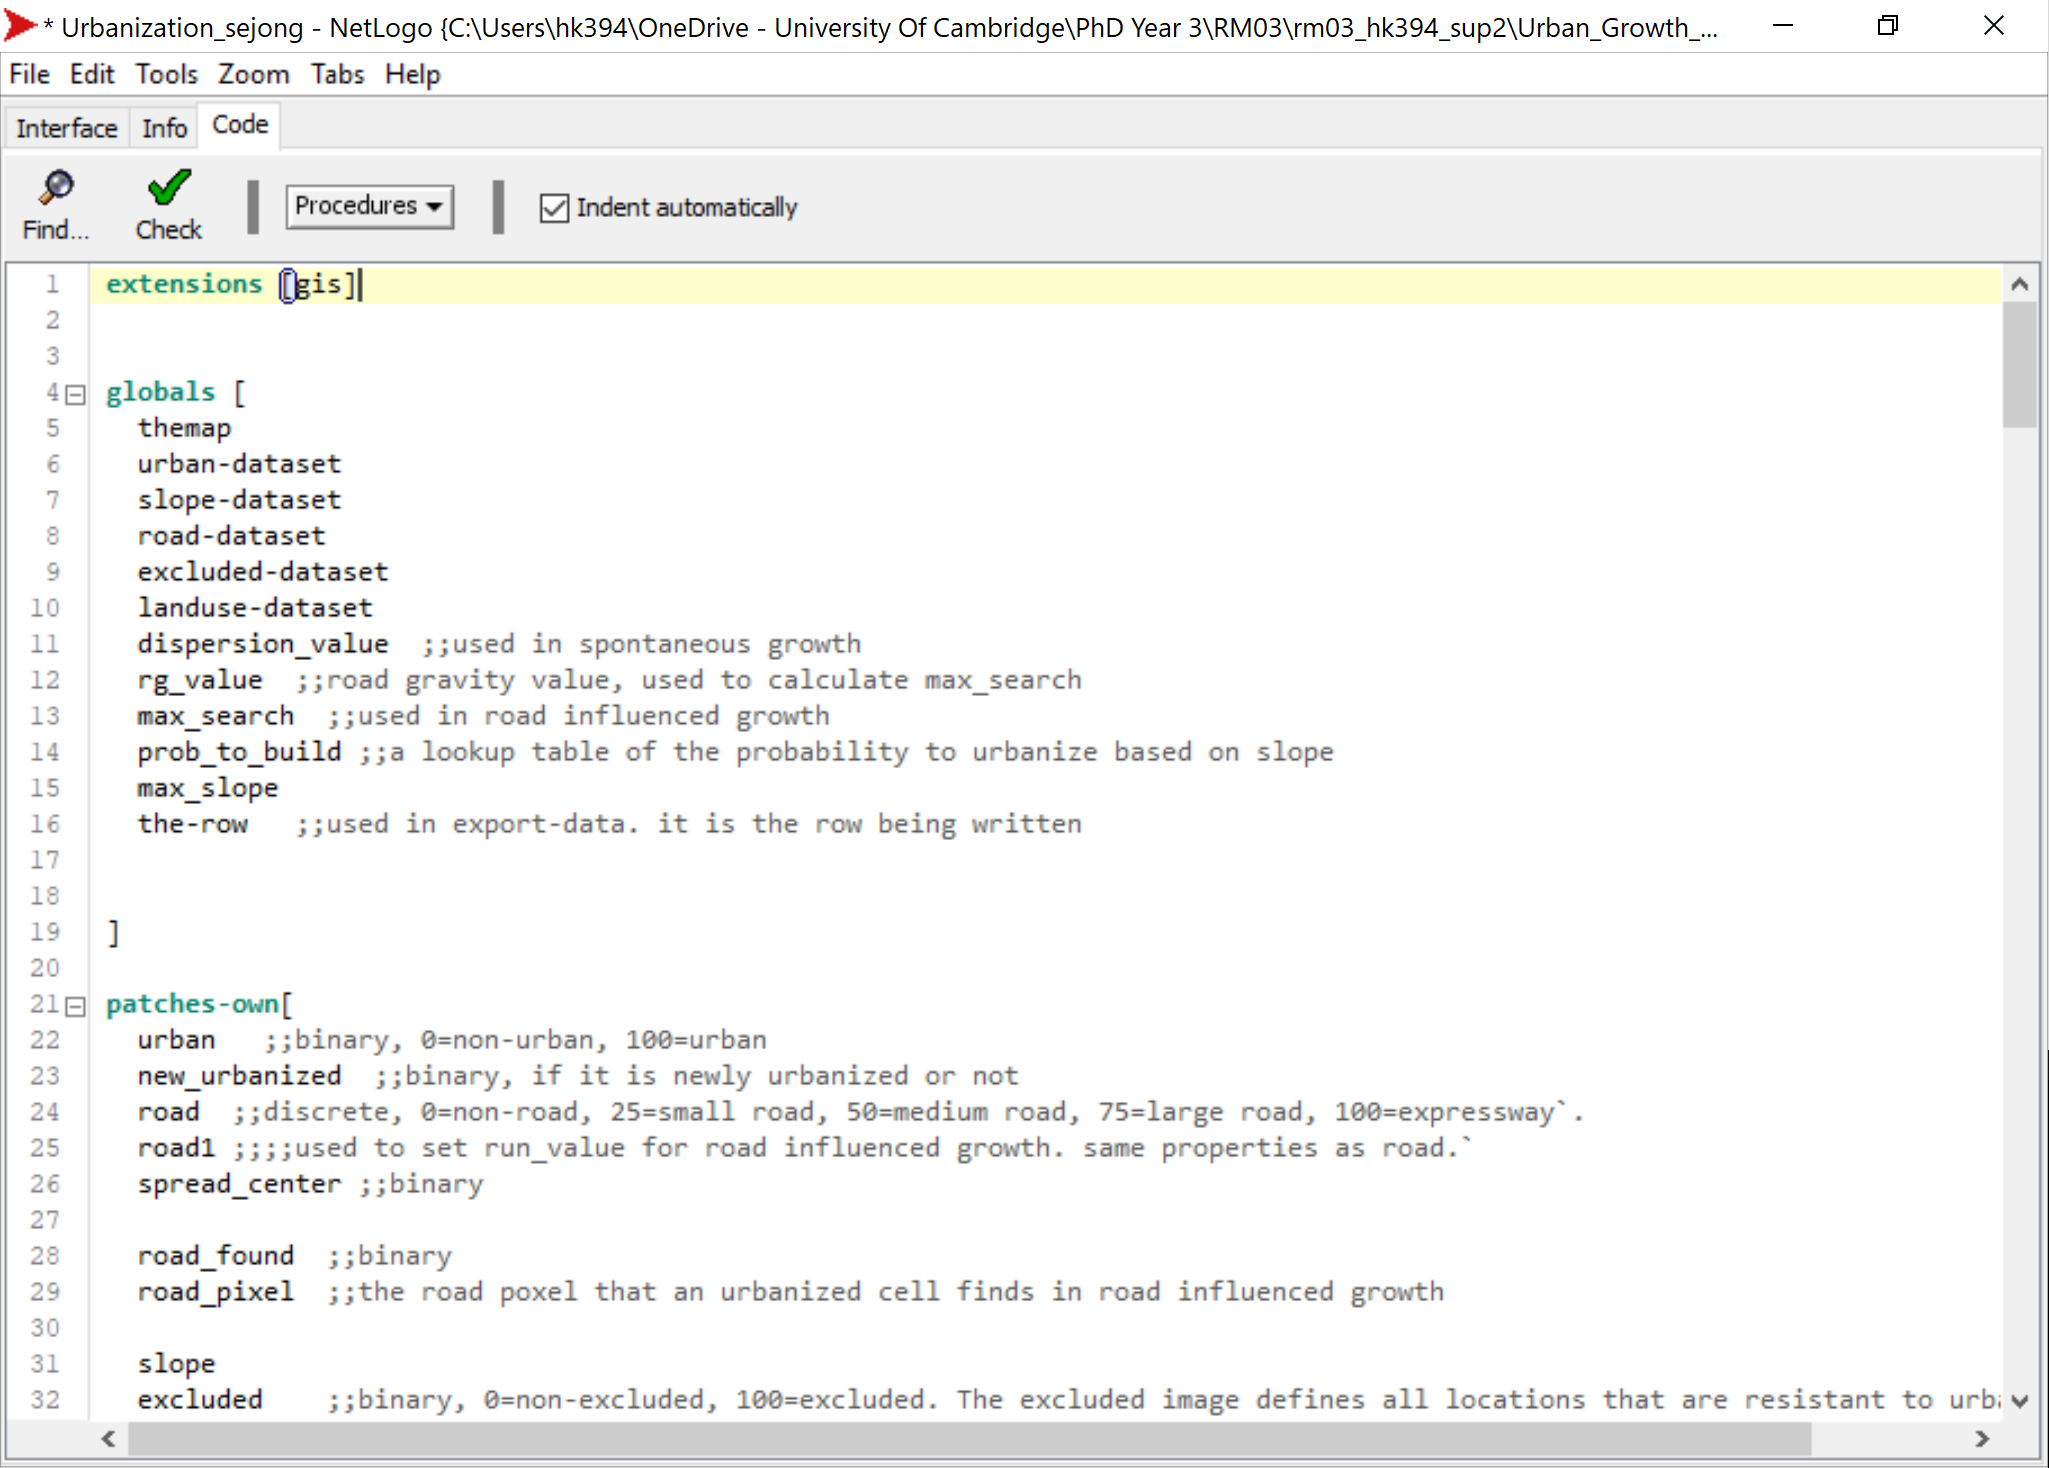 * Urbanization_sejong - NetLogo {C:\Users\hk394\OneDrive - University Of Cambridge\PhD Year 3\RM03\rm03_hk394_sup2\Urban_Growth_...
File Edit Tools Zoom Tabs Help
Interface Info Code
Find... Check Procedures Indent automatically
1 extensions [gis]
2
3
4 globals [
5 themap
6 urban-dataset
7 slope-dataset
8 road-dataset
9 excluded-dataset
10 landuse-dataset
11 dispersion_value ;;used in spontaneous growth
12 rg_value ;;road gravity value, used to calculate max_search
13 max_search ;;used in road influenced growth
14 prob_to_build ;;a lookup table of the probability to urbanize based on slope
15 max_slope
16 the-row ;;used in export-data. it is the row being written
17
18
19 ]
20
21 patches-own[
22 urban ;;binary, 0=non-urban, 100=urban
23 new_urbanized ;;binary, if it is newly urbanized or not
24 road ;;discrete, 0=non-road, 25=small road, 50=medium road, 75=large road, 100=expressway`.
25 road1 ;;;;used to set run_value for road influenced growth. same properties as road.`
26 spread_center ;;binary
27
28 road_found ;;binary
29 road_pixel ;;the road poxel that an urbanized cell finds in road influenced growth
30
31 slope
32 excluded ;;binary, 0=non-excluded, 100=excluded. The excluded image defines all locations that are resistant to